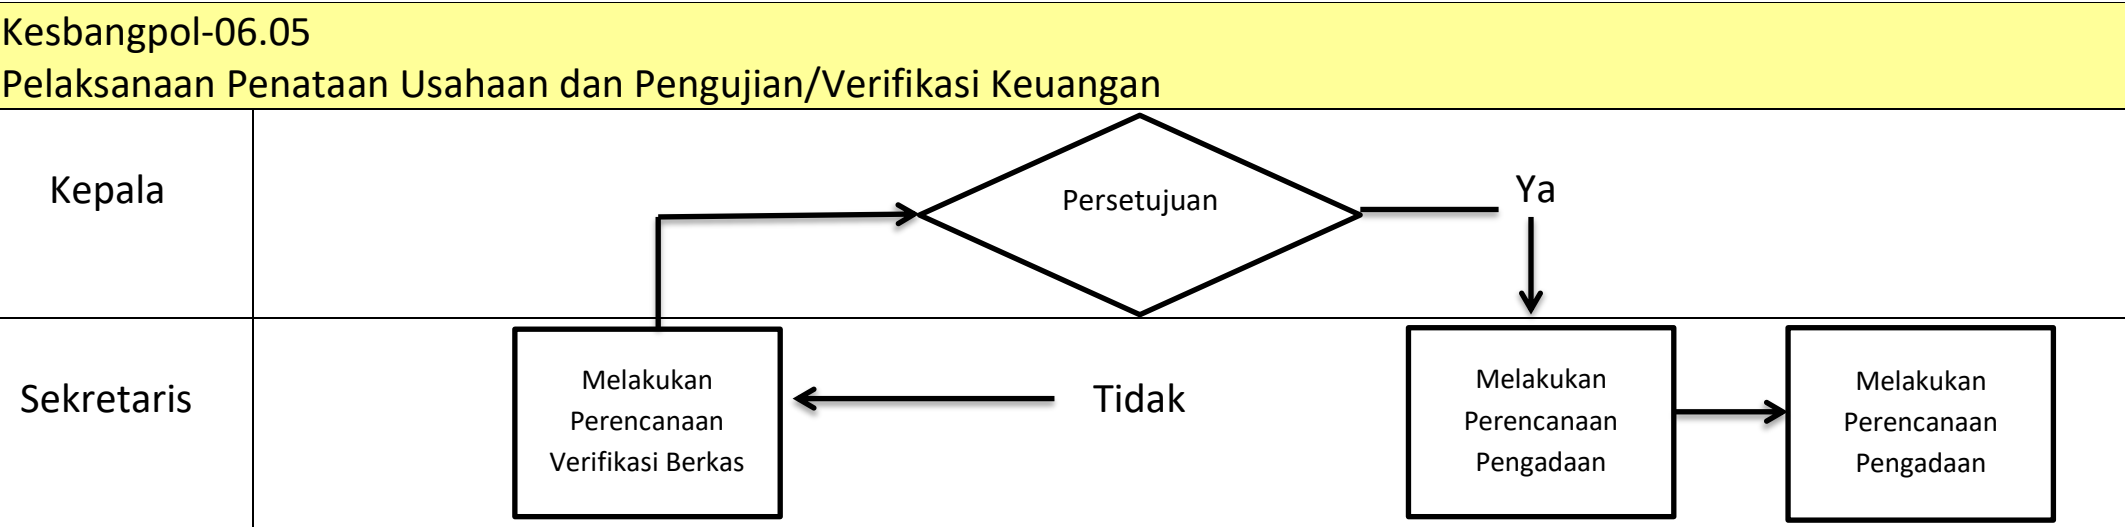 Kesbangpol-06.05
Pelaksanaan Penataan Usahaan dan Pengujian/Verifikasi Keuangan
Kepala
Persetujuan
Ya
Sekretaris
Melakukan
Perencanaan
Verifikasi Berkas
Tidak
Melakukan
Perencanaan
Pengadaan
Melakukan
Perencanaan
Pengadaan